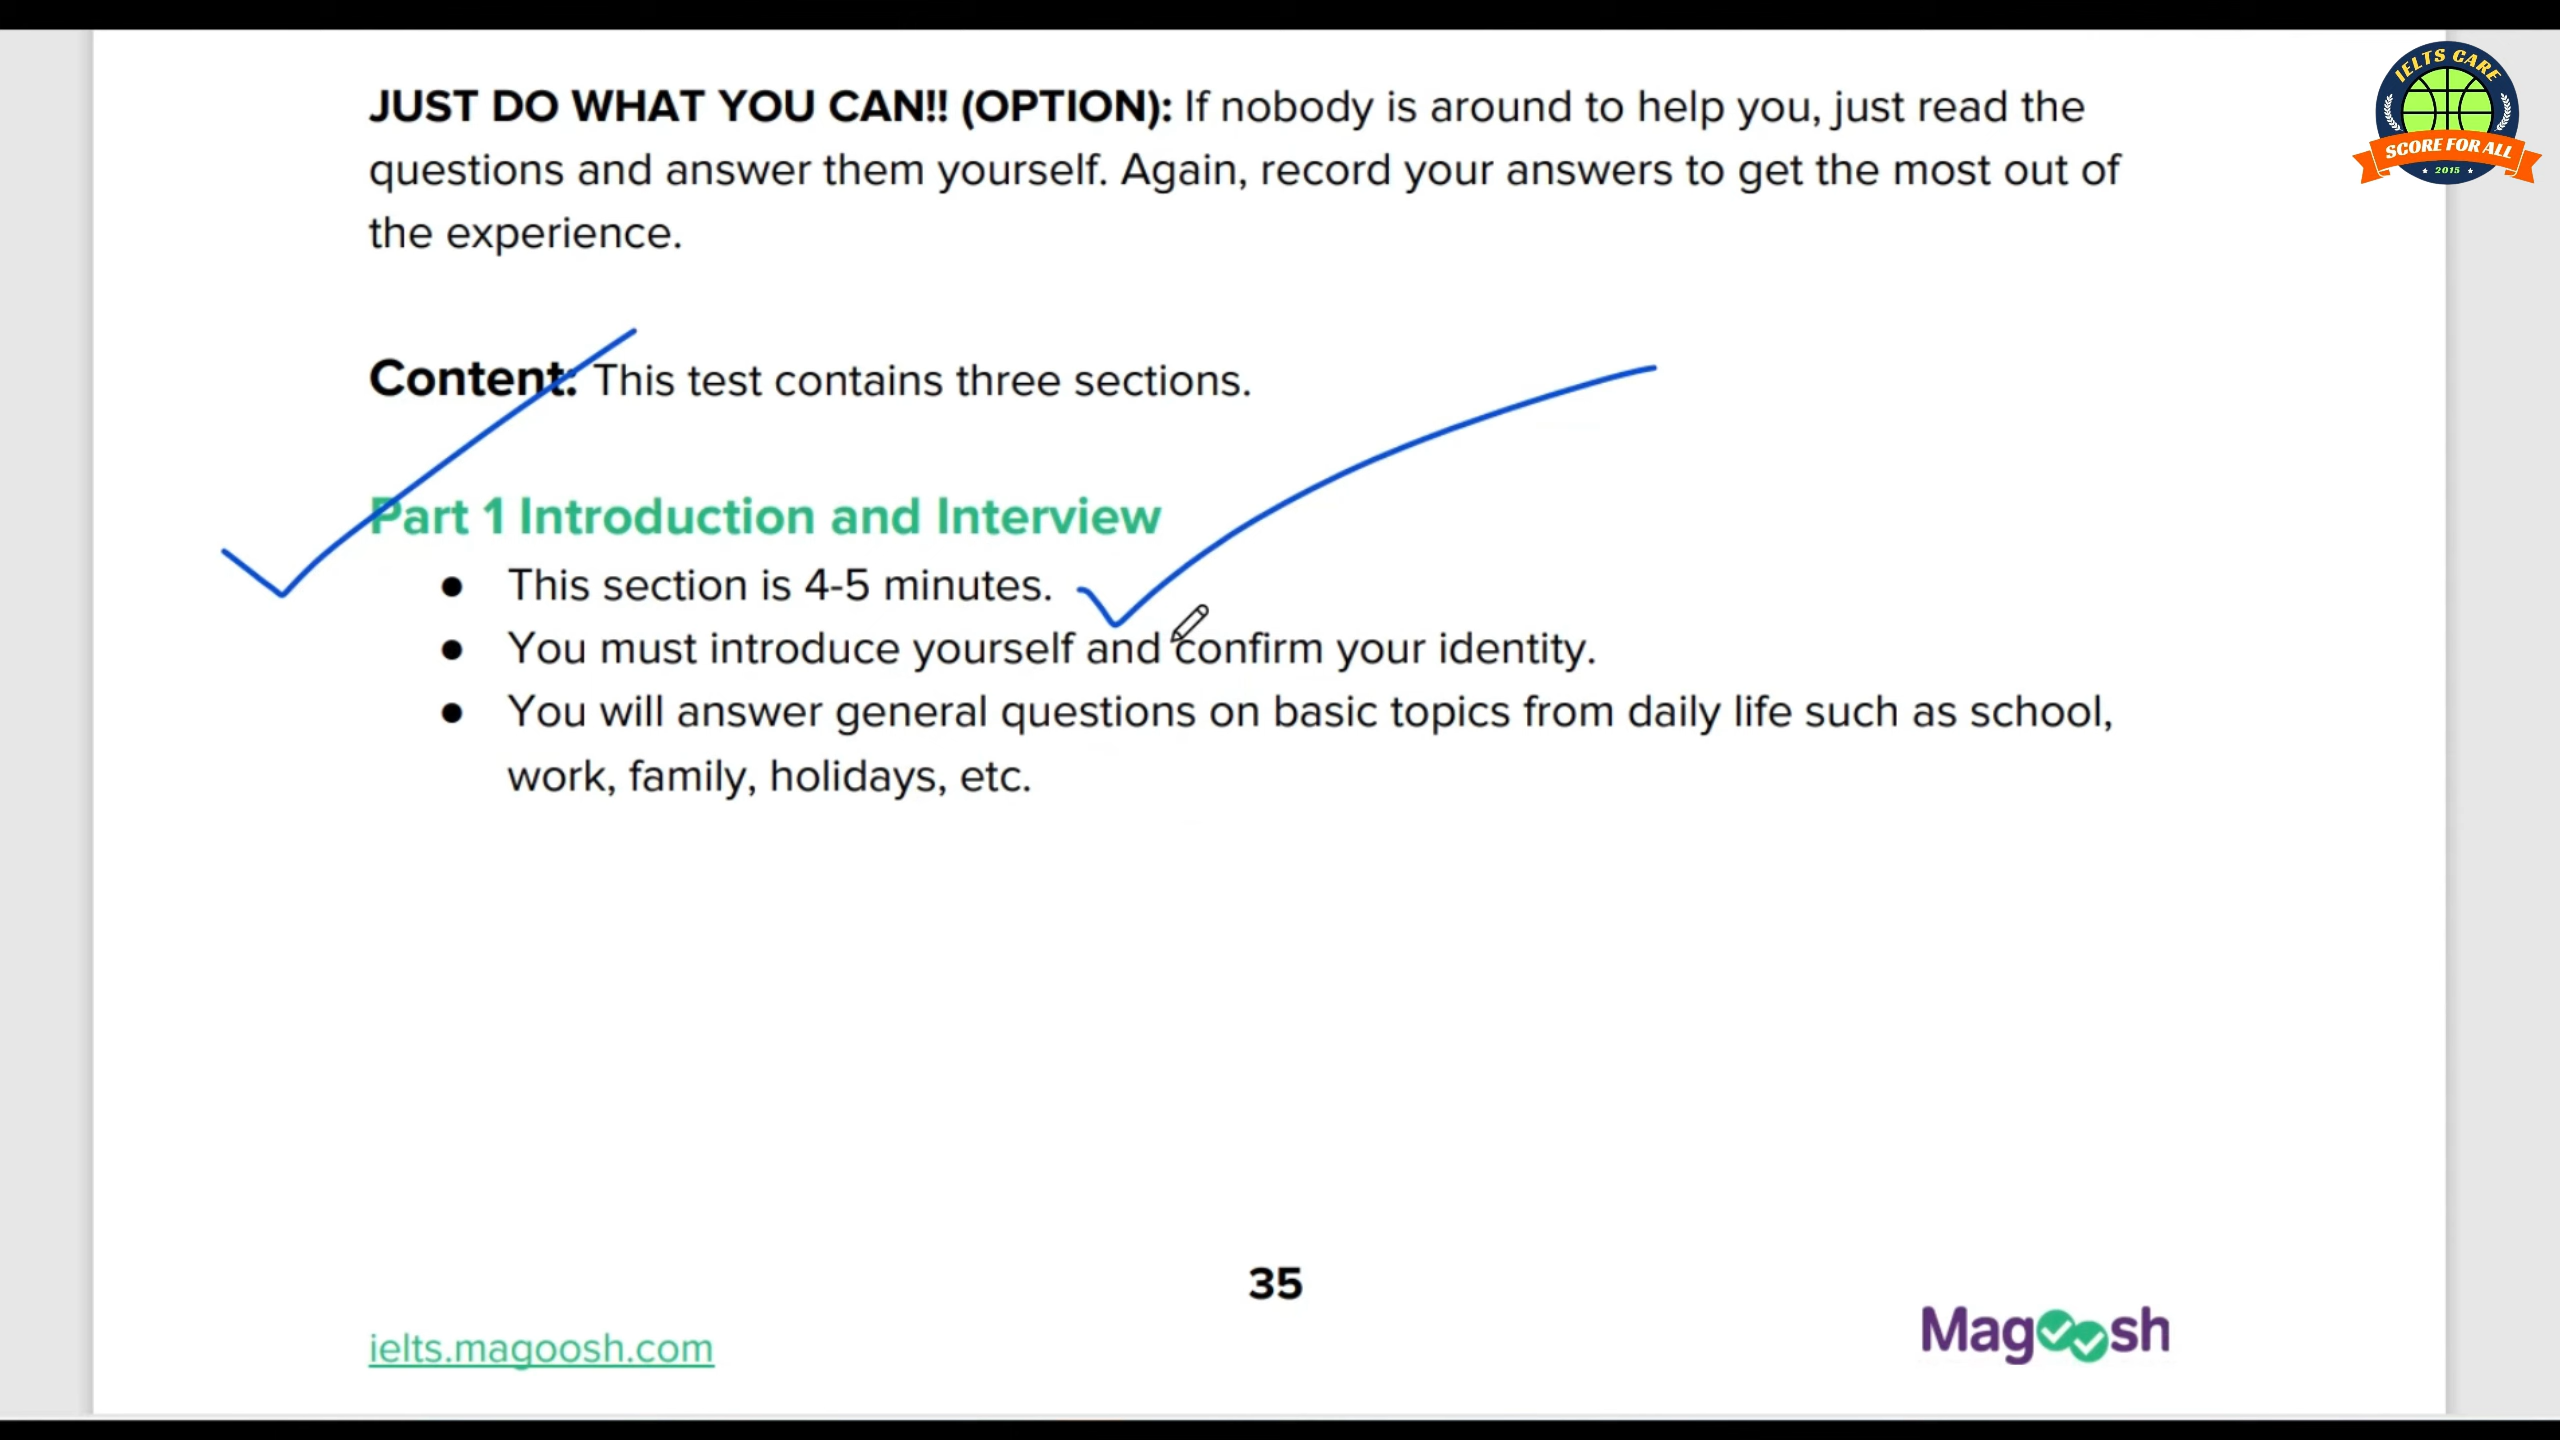 JUST DO WHAT YOU CAN!! (OPTION): If nobody is around to help you, just read the
questions and answer them yourself. Again, record your answers to get the most out of
the experience.
Content: This test contains three sections.
Part 1 Introduction and Interview
● This section is 4-5 minutes.
● You must introduce yourself and confirm your identity.
● You will answer general questions on basic topics from daily life such as school,
work, family, holidays, etc.
35
ielts.magoosh.com
Magoosh
IELTS CARE
SCORE FOR ALL
2015